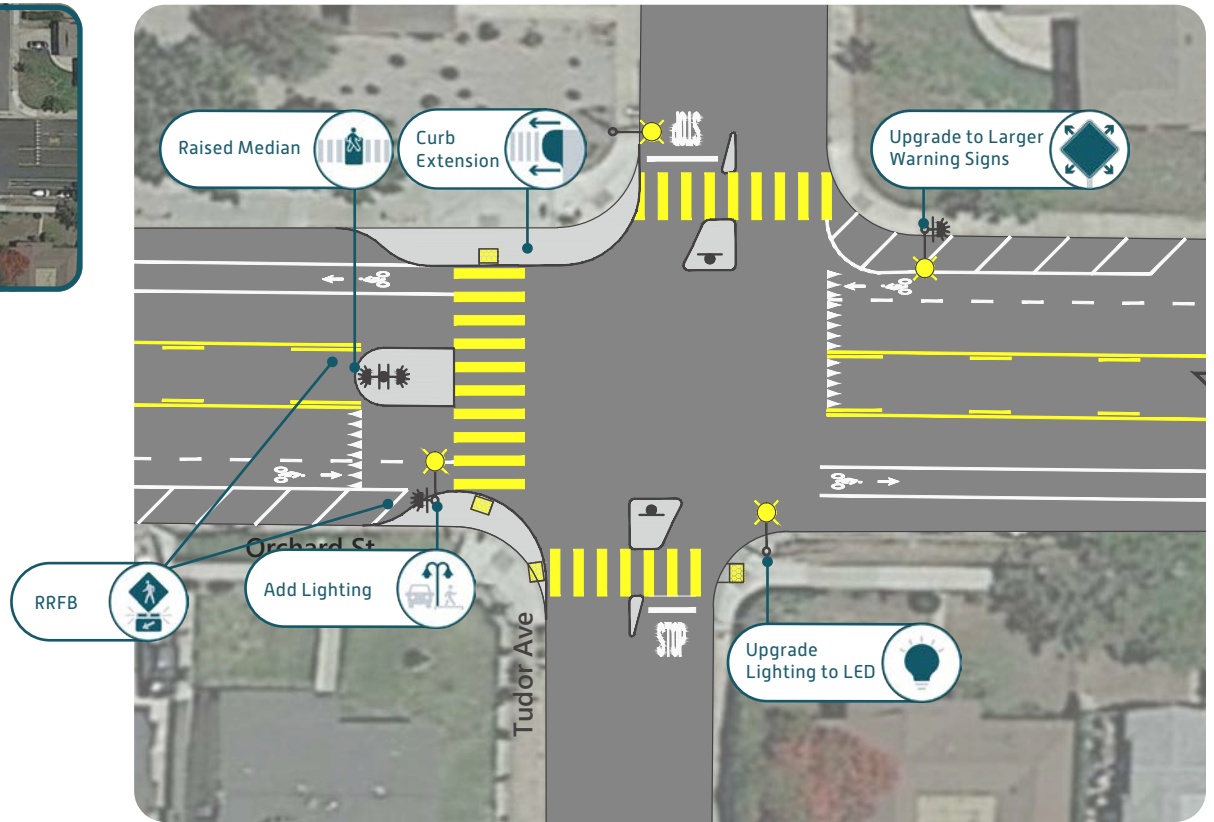 STOP
Raised Median
Curb
Extension
Upgrade to Larger
Warning Signs
Orchard St
RRFB
Add Lighting
STOP
Tudor Ave
Upgrade
Lighting to LED